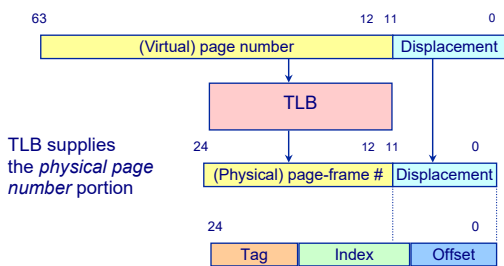 63 12 11 0
(Virtual) page number Displacement
TLB
TLB supplies
the physical page
number portion
24 12 11 0
(Physical) page-frame # Displacement
24 0
Tag Index Offset